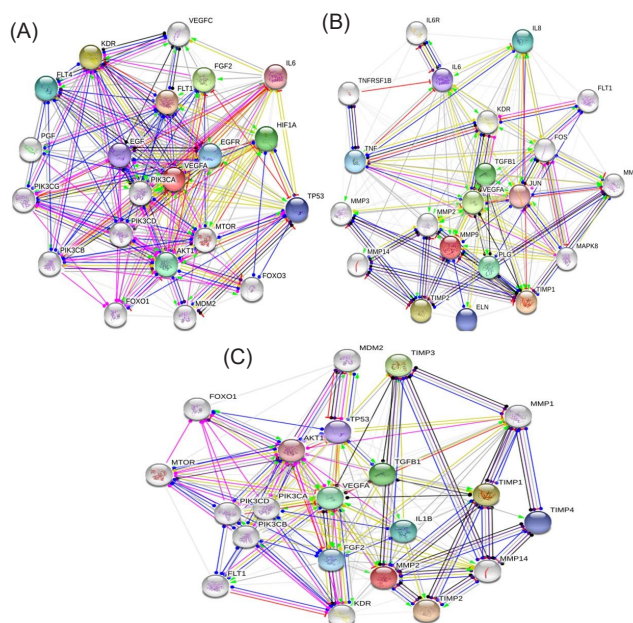 (A)
VEGFC
KDR
FGF2
IL6
FLT4
FLT1
HIF1A
PGF
EGF
EGFR
VEGFA
PIK3CA
PIK3CG
TP53
PIK3CD
MTOR
PIK3CB
AKT1
FOXO3
FOXO1
MDM2
(B)
IL6R
IL8
IL6
TNFRSF1B
FLT1
KDR
FOS
TNF
TGFB1
MM
VEGFA
JUN
MMP3
MMP2
MMP9
MAPK8
MMP14
PLG
TIMP2
ELN
TIMP1
(C)
MDM2
TIMP3
FOXO1
MMP1
TP53
AKT1
MTOR
TGFB1
TIMP1
VEGFA
PIK3CA
PIK3CD
TIMP4
IL1B
PIK3CB
FGF2
MMP14
FLT1
MMP2
TIMP2
KDR